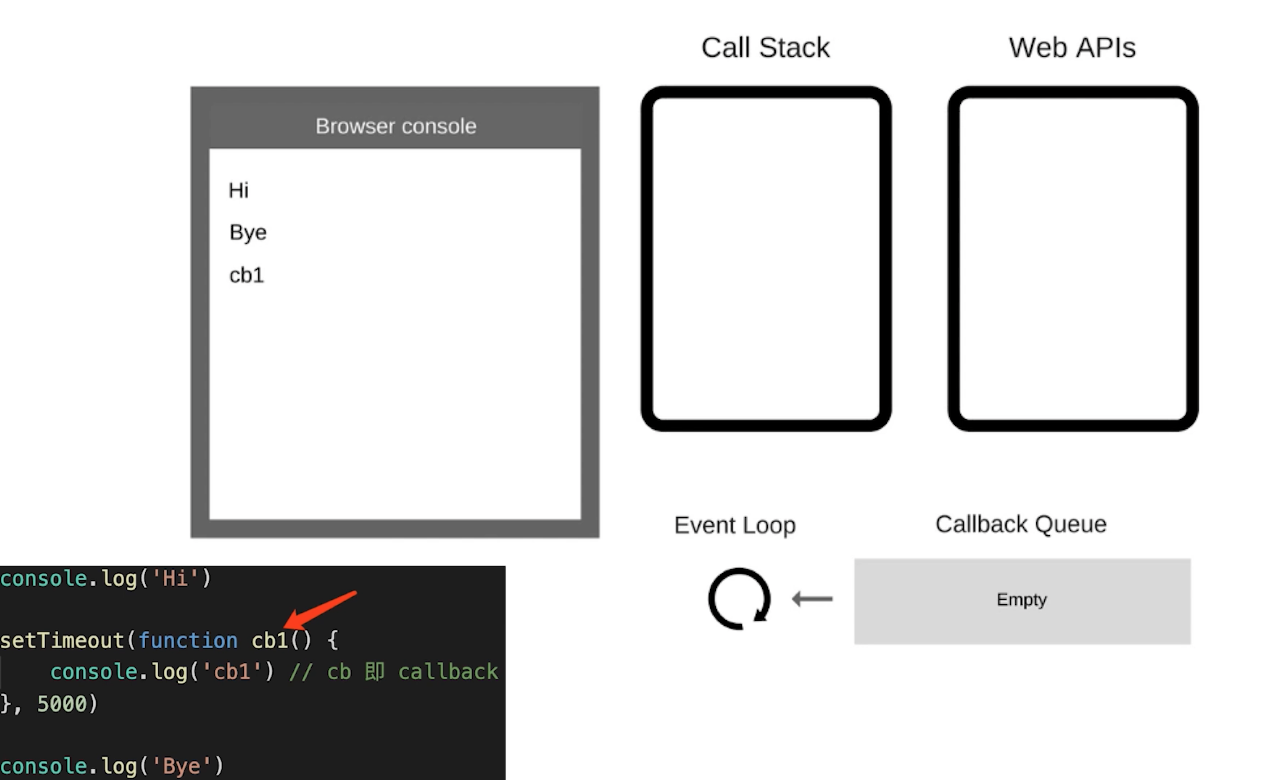 Call Stack
Web APIs
Browser console
Hi
Bye
cb1
Event Loop
Callback Queue
Empty
console.log('Hi')
setTimeout(function cb1() {
    console.log('cb1') // cb 即 callback
}, 5000)
console.log('Bye')